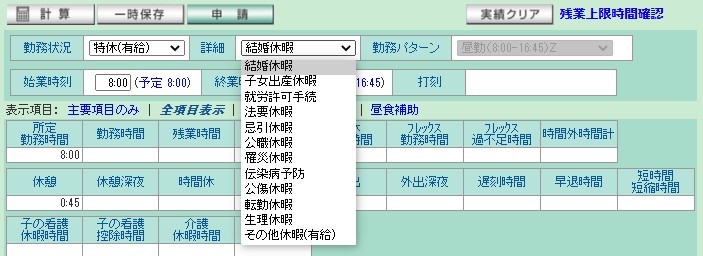 計算 一時保存 申請 実績クリア 残業上限時間確認
勤務状況 特休(有給) 詳細 結婚休暇 勤務パターン 昼勤(8:00-16:45)Z
始業時刻 8:00 (予定 8:00) 終業 16:45) 打刻
表示項目: 主要項目のみ | 全項目表示 | | 昼食補助
結婚休暇
子女出産休暇
就労許可手続
法要休暇
忌引休暇
公職休暇
罹災休暇
伝染病予防
公傷休暇
転勤休暇
生理休暇
その他休暇(有給)
所定勤務時間 勤務時間 残業時間 フレックス勤務時間 フレックス過不足時間 時間外時間計
8:00
休憩 休憩深夜 時間休 出 外出深夜 遅刻時間 早退時間 短時間短縮時間
0:45
子の看護休暇時間 子の看護控除時間 介護休暇時間